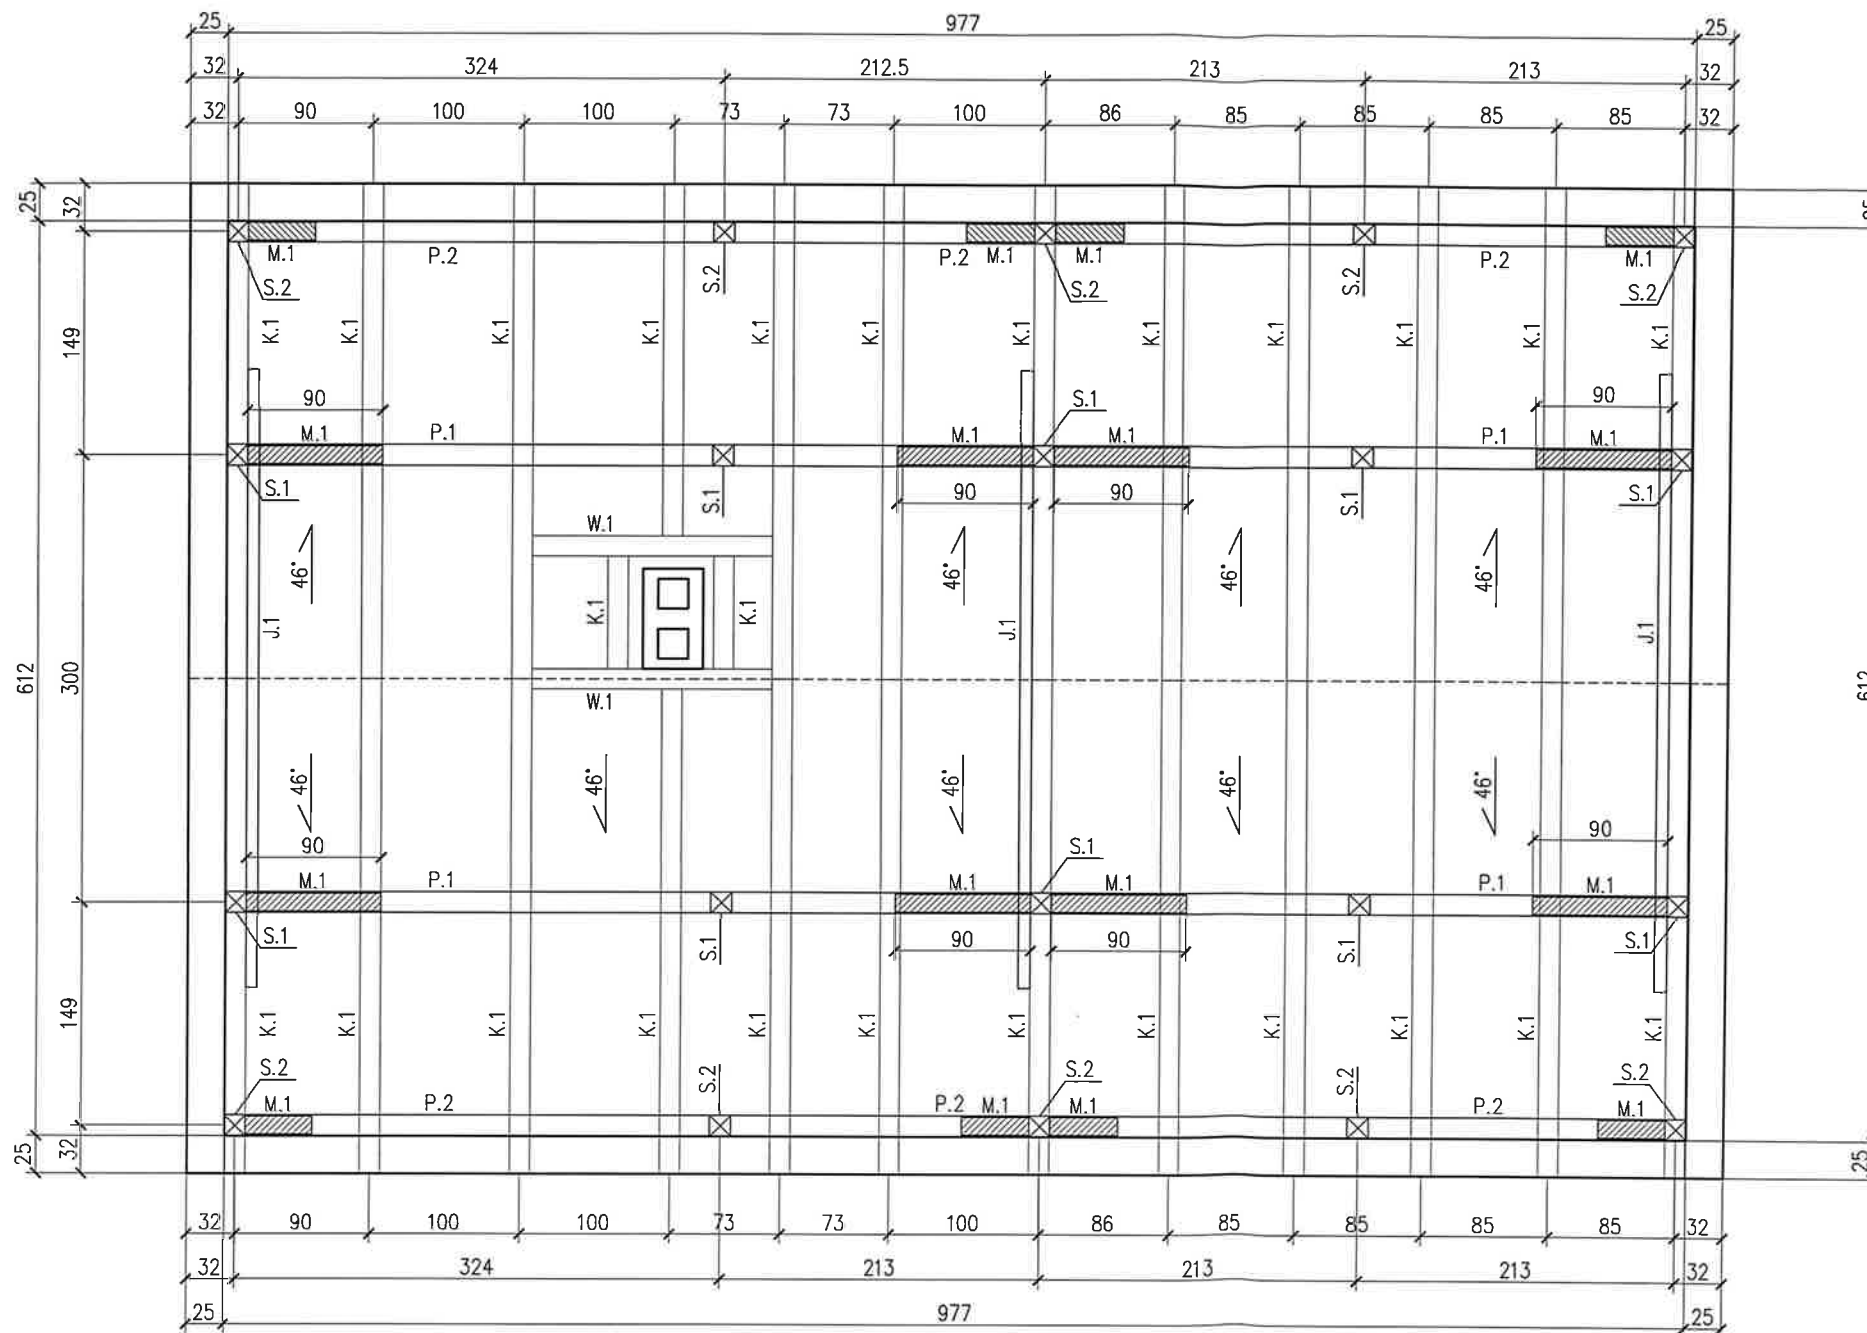 25 977 25
32 324 212.5 213 213 32
32 90 100 100 73 73 100 86 85 85 85 85 32
25 32
M.1 P.2 P.2 M.1 M.1 P.2 M.1
S.2 S.2 S.2 S.2 S.2
K.1 K.1 K.1 K.1 K.1 K.1 K.1 K.1 K.1 K.1 K.1 K.1
149
90 S.1 90
M.1 P.1 M.1 M.1 P.1 M.1
S.1 S.1 90 90 S.1 S.1
W.1
46° 46° 46° 46°
K.1 K.1
J.1 J.1 J.1
612 300 612
W.1
46° 46° 46° 46° 46°
90 S.1 90
M.1 P.1 M.1 M.1 P.1 M.1
S.1 S.1 90 90 S.1 S.1
149
K.1 K.1 K.1 K.1 K.1 K.1 K.1 K.1 K.1 K.1 K.1 K.1
S.2 S.2 S.2 S.2 S.2
M.1 P.2 P.2 M.1 M.1 P.2 M.1
25 32 25
32 90 100 100 73 73 100 86 85 85 85 85 32
32 324 213 213 213 32
25 977 25